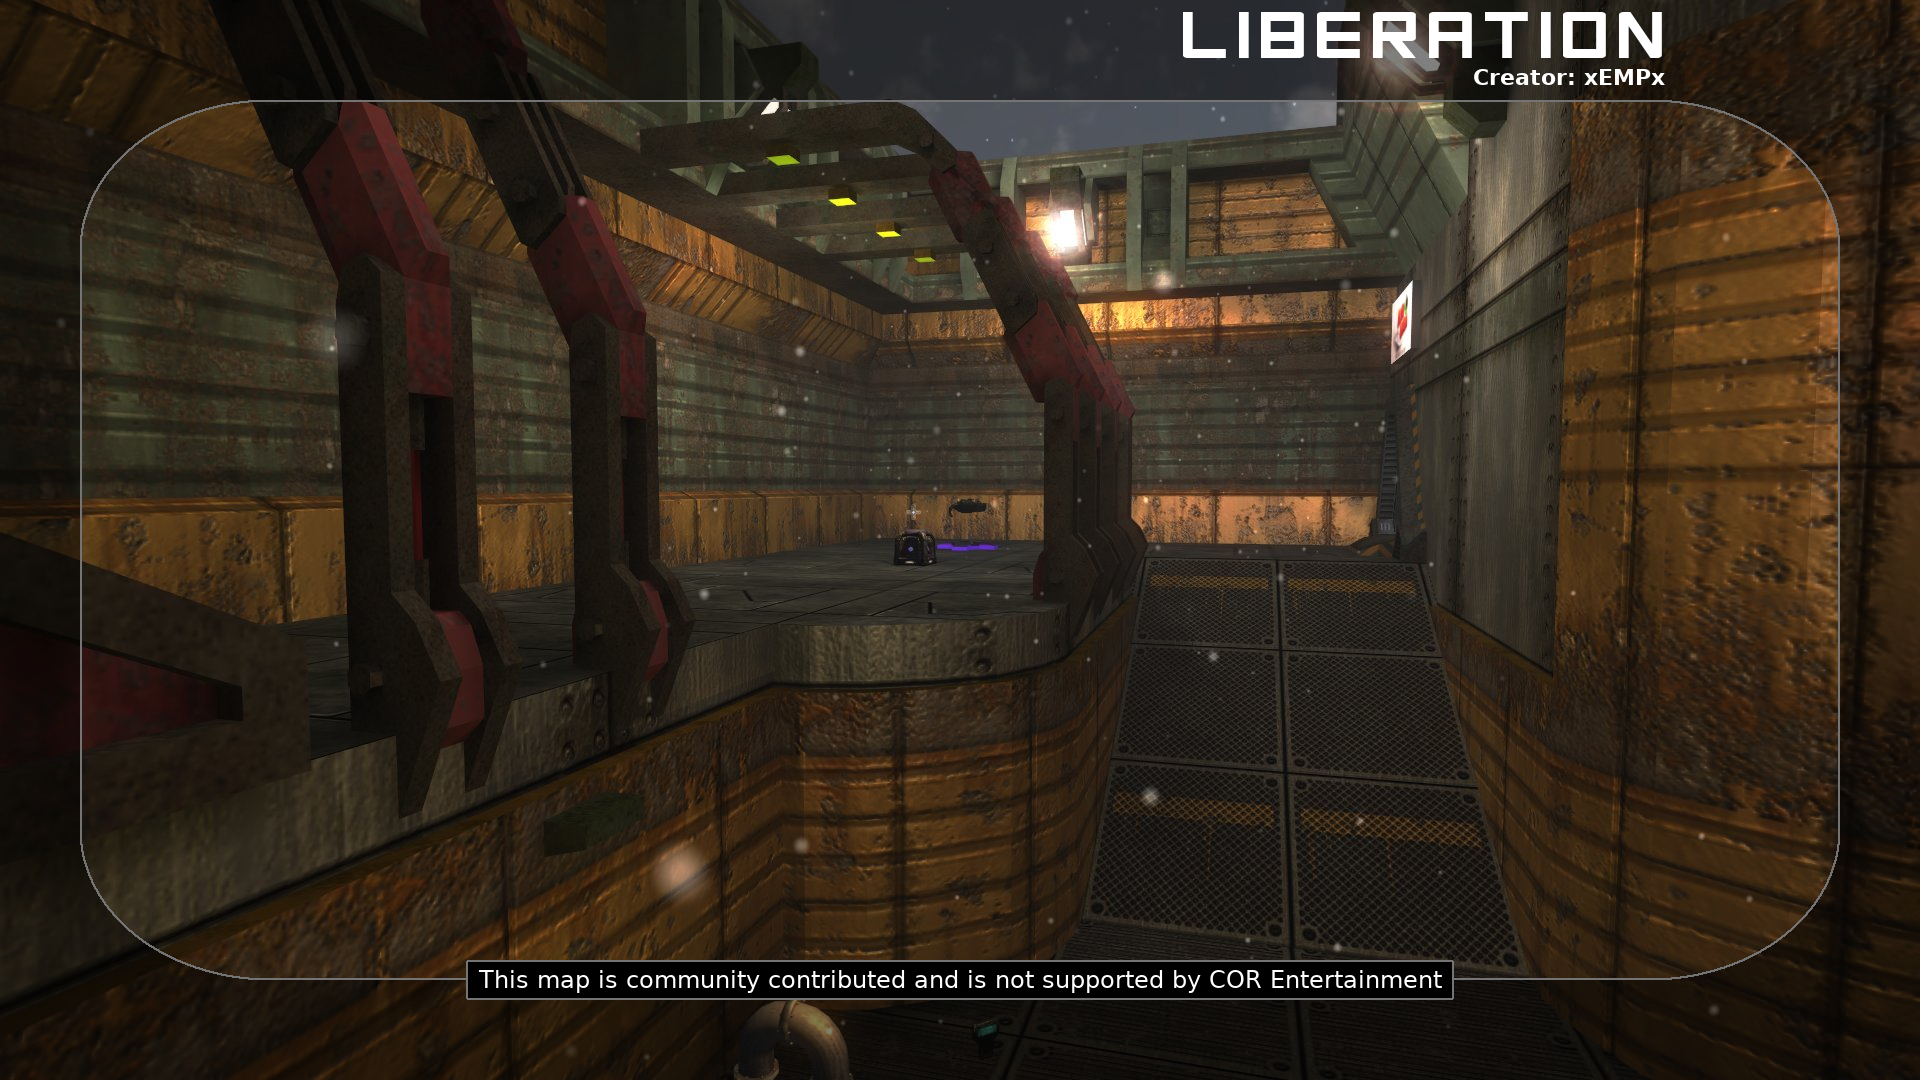 LIBERATION
Creator: xEMPx
This map is community contributed and is not supported by COR Entertainment